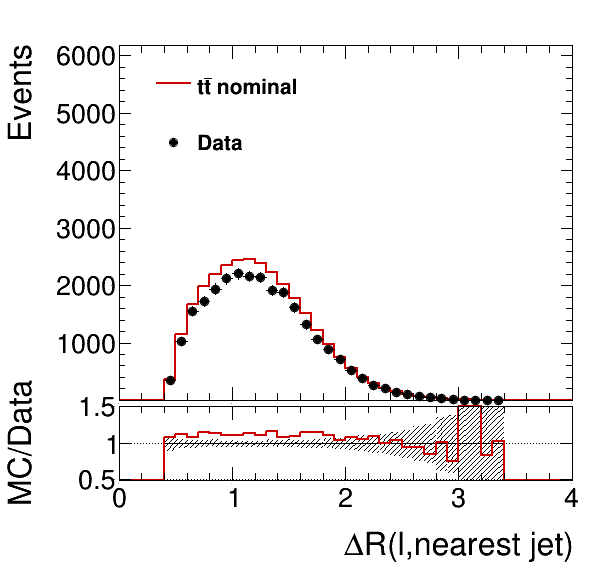 Events
6000
5000
4000
3000
2000
1000
tt̄ nominal
Data
MC/Data
1.5
1
0.5
0 1 2 3 4
ΔR(l,nearest jet)